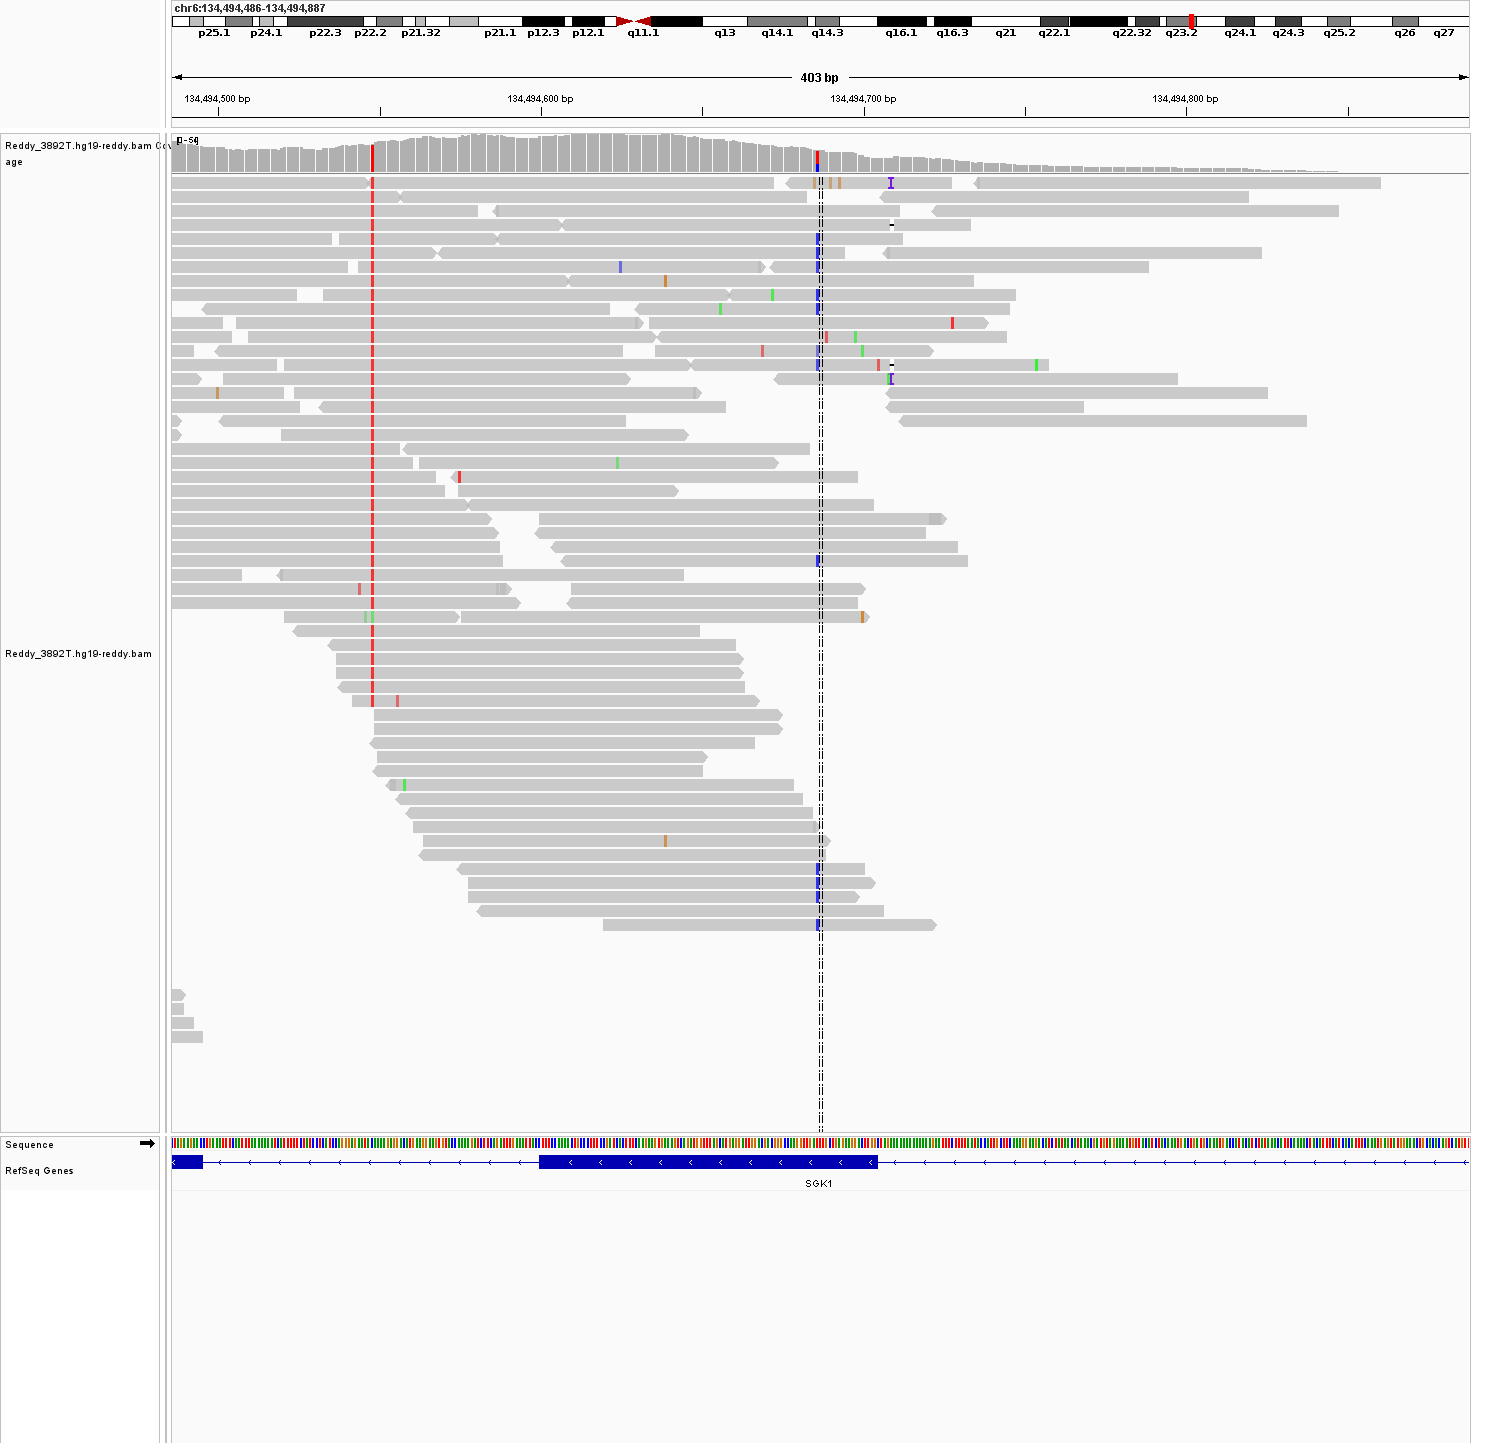 chr6:134,494,486-134,494,887
p25.1 p24.1 p22.3 p22.2 p21.32 p21.1 p12.3 p12.1 q11.1 q13 q14.1 q14.3 q16.1 q16.3 q21 q22.1 q22.32 q23.2 q24.1 q24.3 q25.2 q26 q27
403 bp
134,494,500 bp 134,494,600 bp 134,494,700 bp 134,494,800 bp
Reddy_3892T.hg19-reddy.bam Cov
age
Reddy_3892T.hg19-reddy.bam
Sequence
RefSeq Genes
SGK1